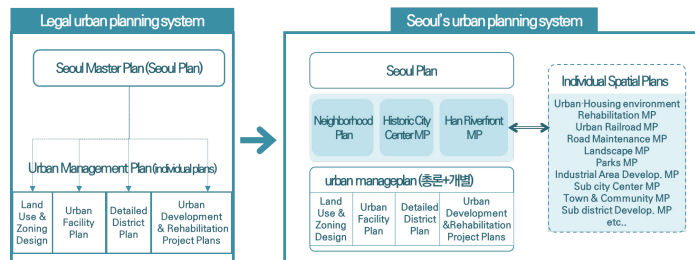 Legal urban planning system
Seoul Master Plan (Seoul Plan)
Urban Management Plan (individual plans)
Land
Use &
Zoning
Design
Urban
Facility
Plan
Detailed
District
Plan
Urban
Development
& Rehabilitation
Project Plans
Seoul's urban planning system
Seoul Plan
Neighborhood
Plan
Historic City
Center MP
Han Riverfront
MP
urban manageplan (총론+개별)
Land
Use &
Zoning
Design
Urban
Facility
Plan
Detailed
District
Plan
Urban
Development
&Rehabilitation
Project Plans
Individual Spatial Plans
Urban·Housing environment
Rehabilitation MP
Urban Railroad MP
Road Maintenance MP
Landscape MP
Parks MP
Industrial Area Develop. MP
Sub city Center MP
Town & Community MP
Sub district Develop. MP
etc..